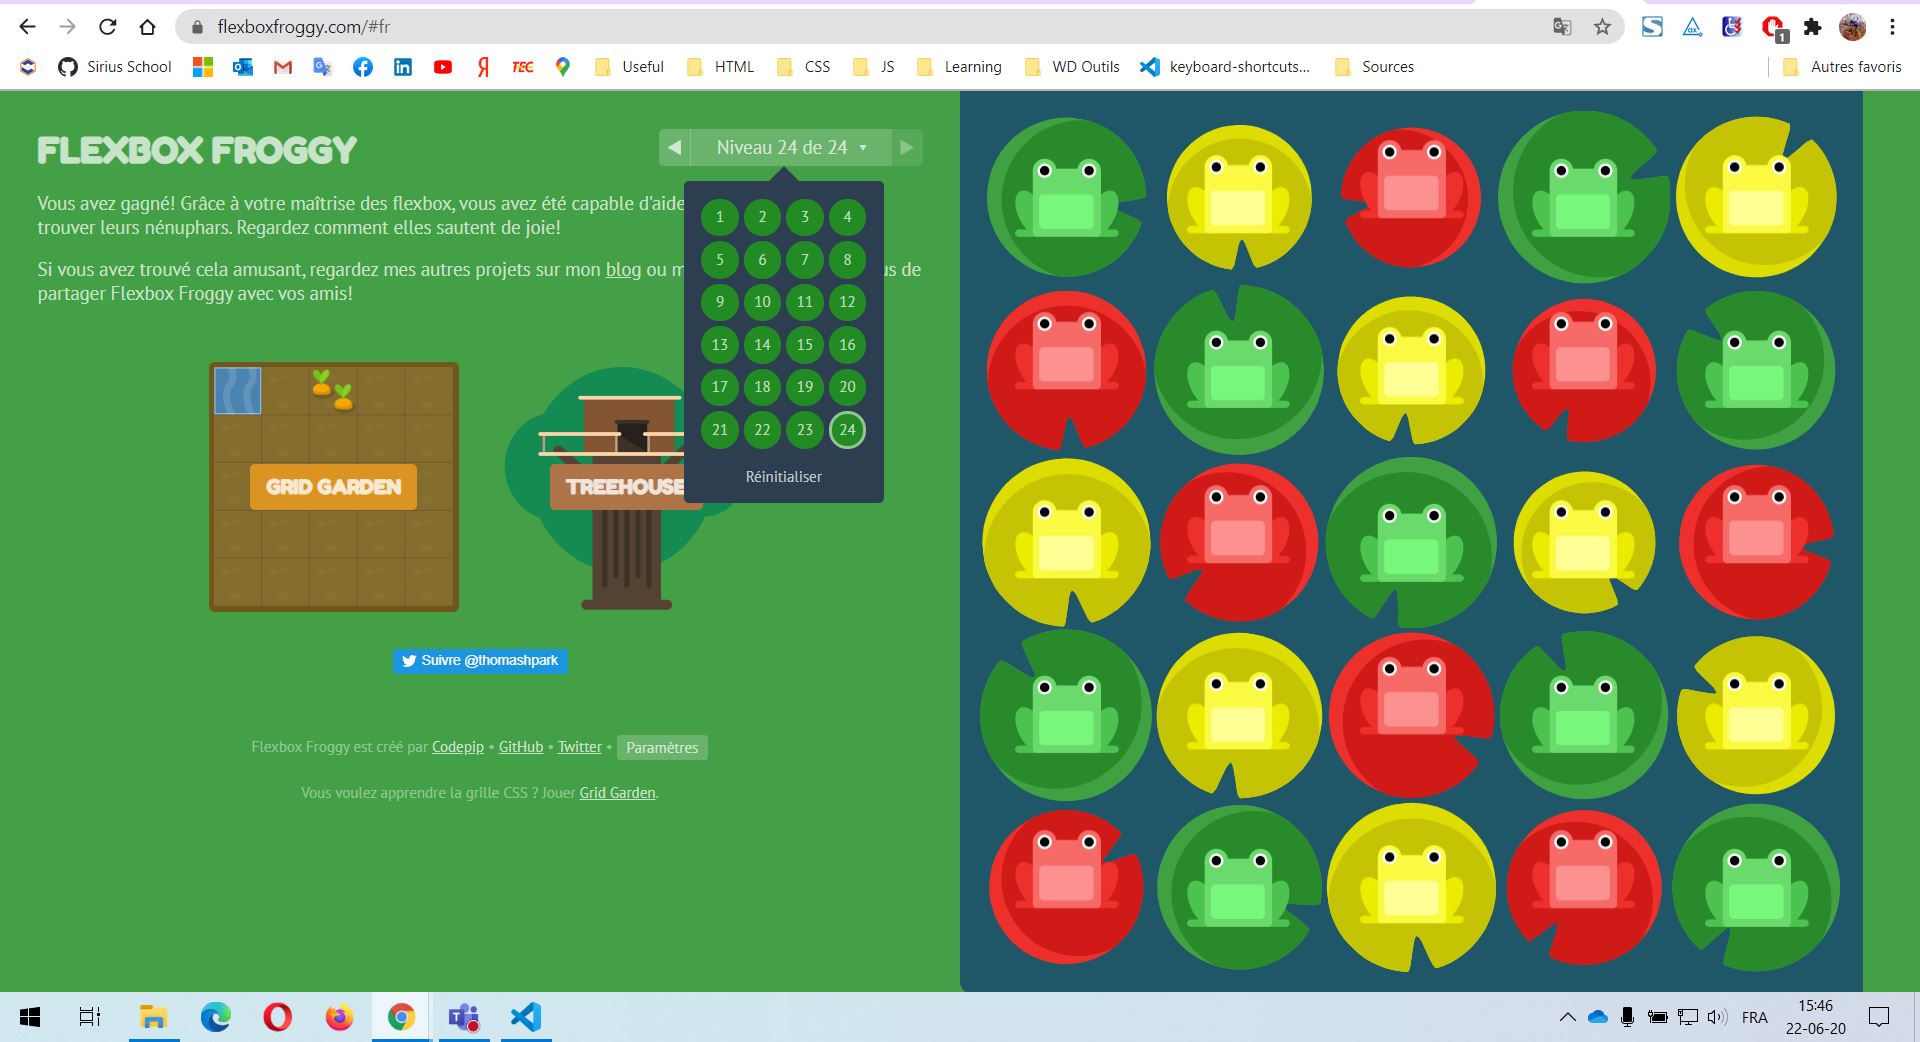 flexboxfroggy.com/#fr
1
Sirius School
Я
TEC
Useful
HTML
CSS
JS
Learning
WD Outils
keyboard-shortcuts...
Sources
Autres favoris
FLEXBOX FROGGY
Niveau 24 de 24
Vous avez gagné! Grâce à votre maîtrise des flexbox, vous avez été capable d'aide
trouver leurs nénuphars. Regardez comment elles sautent de joie!
Si vous avez trouvé cela amusant, regardez mes autres projets sur mon blog ou m us de
partager Flexbox Froggy avec vos amis!
1 2 3 4
5 6 7 8
9 10 11 12
13 14 15 16
17 18 19 20
21 22 23 24
Réinitialiser
GRID GARDEN
TREEHOUSE
Suivre @thomashpark
Flexbox Froggy est créé par Codepip • GitHub • Twitter • Paramètres
Vous voulez apprendre la grille CSS ? Jouer Grid Garden.
FRA
15:46
22-06-20